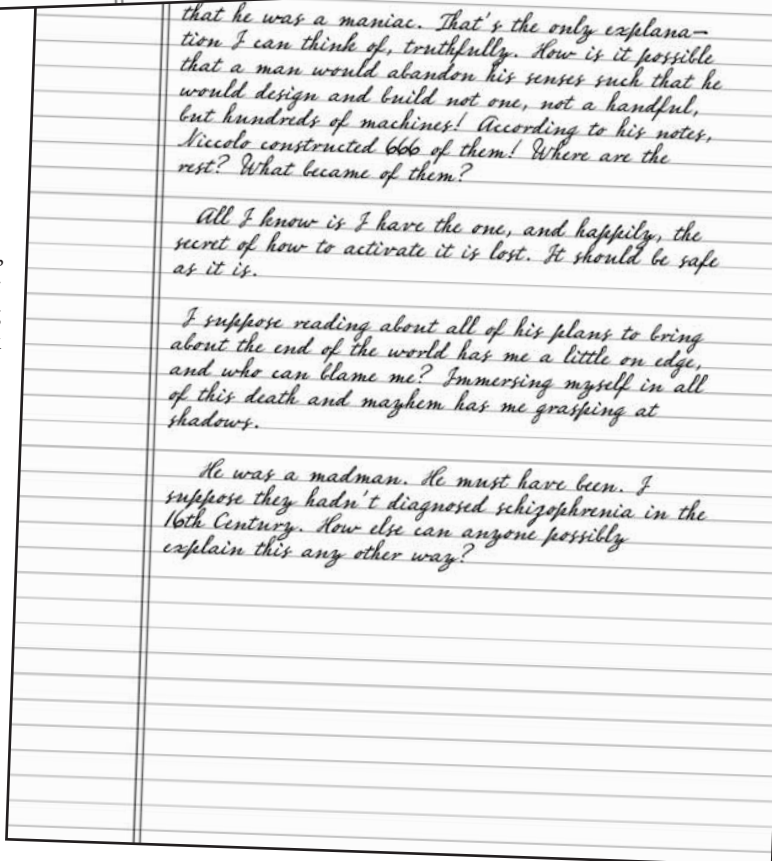 that he was a maniac. That's the only explana-
tion I can think of, truthfully. How is it possible
that a man would abandon his senses such that he
would design and build not one, not a handful,
but hundreds of machines! According to his notes,
Niccolo constructed 666 of them! Where are the
rest? What became of them?
All I know is I have the one, and happily, the
secret of how to activate it is lost. It should be safe
as it is.
I suppose reading about all of his plans to bring
about the end of the world has me a little on edge,
and who can blame me? Immersing myself in all
of this death and mayhem has me grasping at
shadows.
He was a madman. He must have been. I
suppose they hadn't diagnosed schizophrenia in the
16th Century. How else can anyone possibly
explain this any other way?